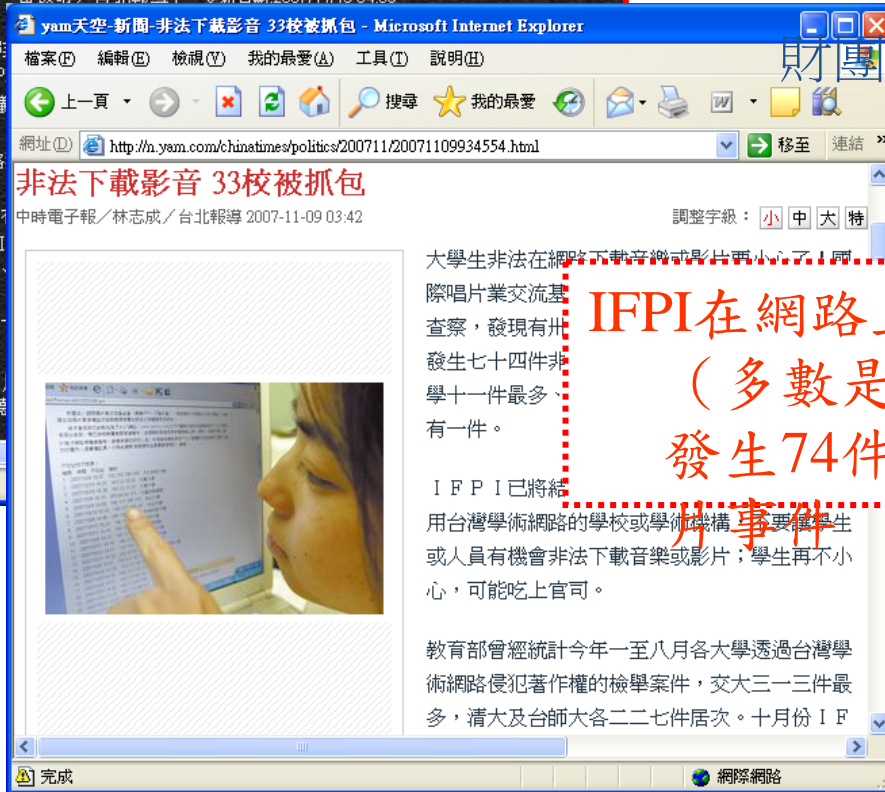 yam天空-新聞-非法下載影音 33校被抓包 - Microsoft Internet Explorer
財團
檔案(F) 編輯(E) 檢視(V) 我的最愛(A) 工具(T) 說明(H)
上一頁 搜尋 我的最愛
網址(D) http://n.yam.com/chinatimes/politics/200711/20071109934554.html 移至 連結 »
非法下載影音 33校被抓包
中時電子報／林志成／台北報導 2007-11-09 03:42 調整字級： 小 中 大 特
大學生非法在網路下載音樂或影片要小心了！國
際唱片業交流基
查察，發現有卅
發生七十四件非
學十一件最多、
有一件。
ＩＦＰＩ已將結
用台灣學術網路的學校或學術機構，不要讓學生
或人員有機會非法下載音樂或影片；學生再不小
心，可能吃上官司。
教育部曾經統計今年一至八月各大學透過台灣學
術網路侵犯著作權的檢舉案件，交大三一三件最
多，清大及台師大各二二七件居次。十月份ＩＦ
IFPI在網路上
（多數是
發生74件
片事件
完成 網際網路